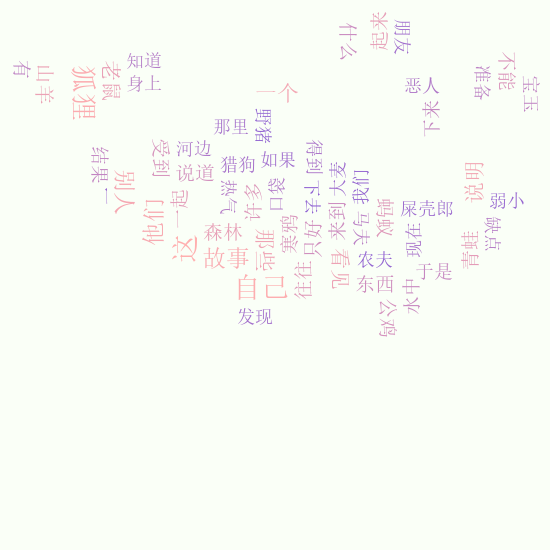 什么
起来
朋友
有
山羊
狐狸
老鼠
知道
身上
一个
恶人
下来
准备
不能
宝玉
野猪
那里
河边
受到
说道
猎狗
如果
得到
大麦
我们
结果
一
别人
他们
一起
这
热气
许多
口袋
下子
只好
来到
马夫
蚂蚁
屎壳郎
说明
弱小
缺点
森林
故事
那些
寒鸦
往往
看见
农夫
东西
现在
于是
青蛙
水中
公鸡
自己
发现